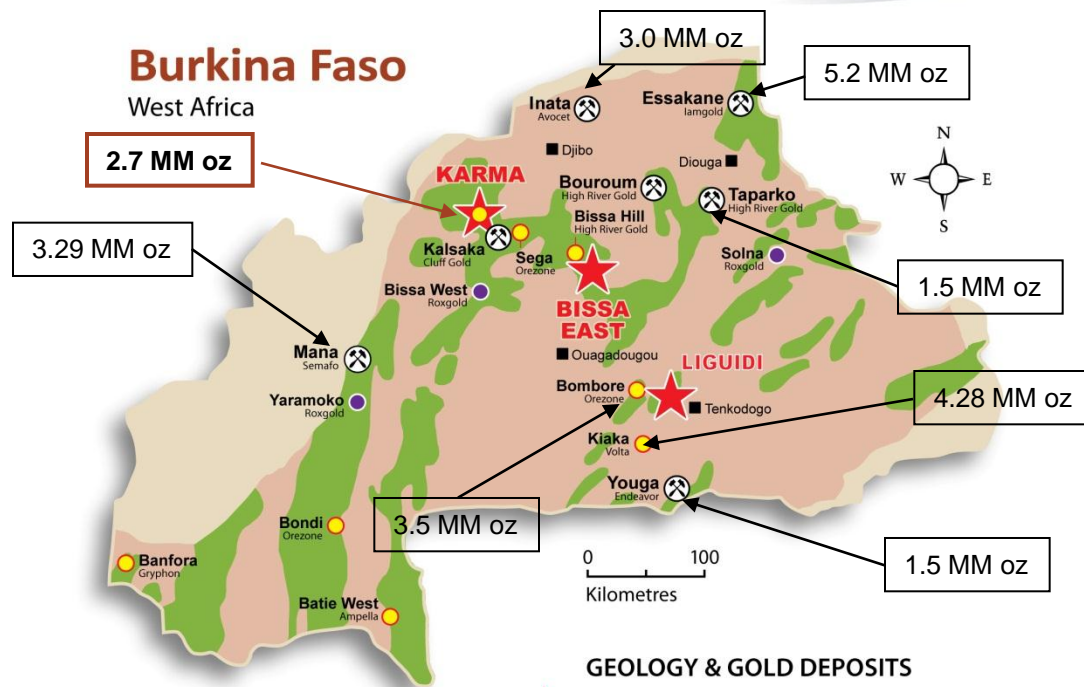 3.0 MM oz
Burkina Faso
West Africa
5.2 MM oz
Inata
Avocet
Essakane
Iamgold
N
W
E
S
2.7 MM oz
Djibo
Diouga
KARMA
Bouroum
High River Gold
Taparko
High River Gold
Bissa Hill
High River Gold
3.29 MM oz
Kalsaka
Cluff Gold
Sega
Orezone
Solna
Roxgold
1.5 MM oz
Bissa West
Roxgold
BISSA
EAST
Mana
Semafo
Ouagadougou
LIGUIDI
Bombore
Orezone
4.28 MM oz
Yaramoko
Roxgold
Tenkodogo
Kiaka
Volta
Youga
Endeavor
3.5 MM oz
Bondi
Orezone
1.5 MM oz
Banfora
Gryphon
0
100
Kilometres
Batie West
Ampella
GEOLOGY & GOLD DEPOSITS